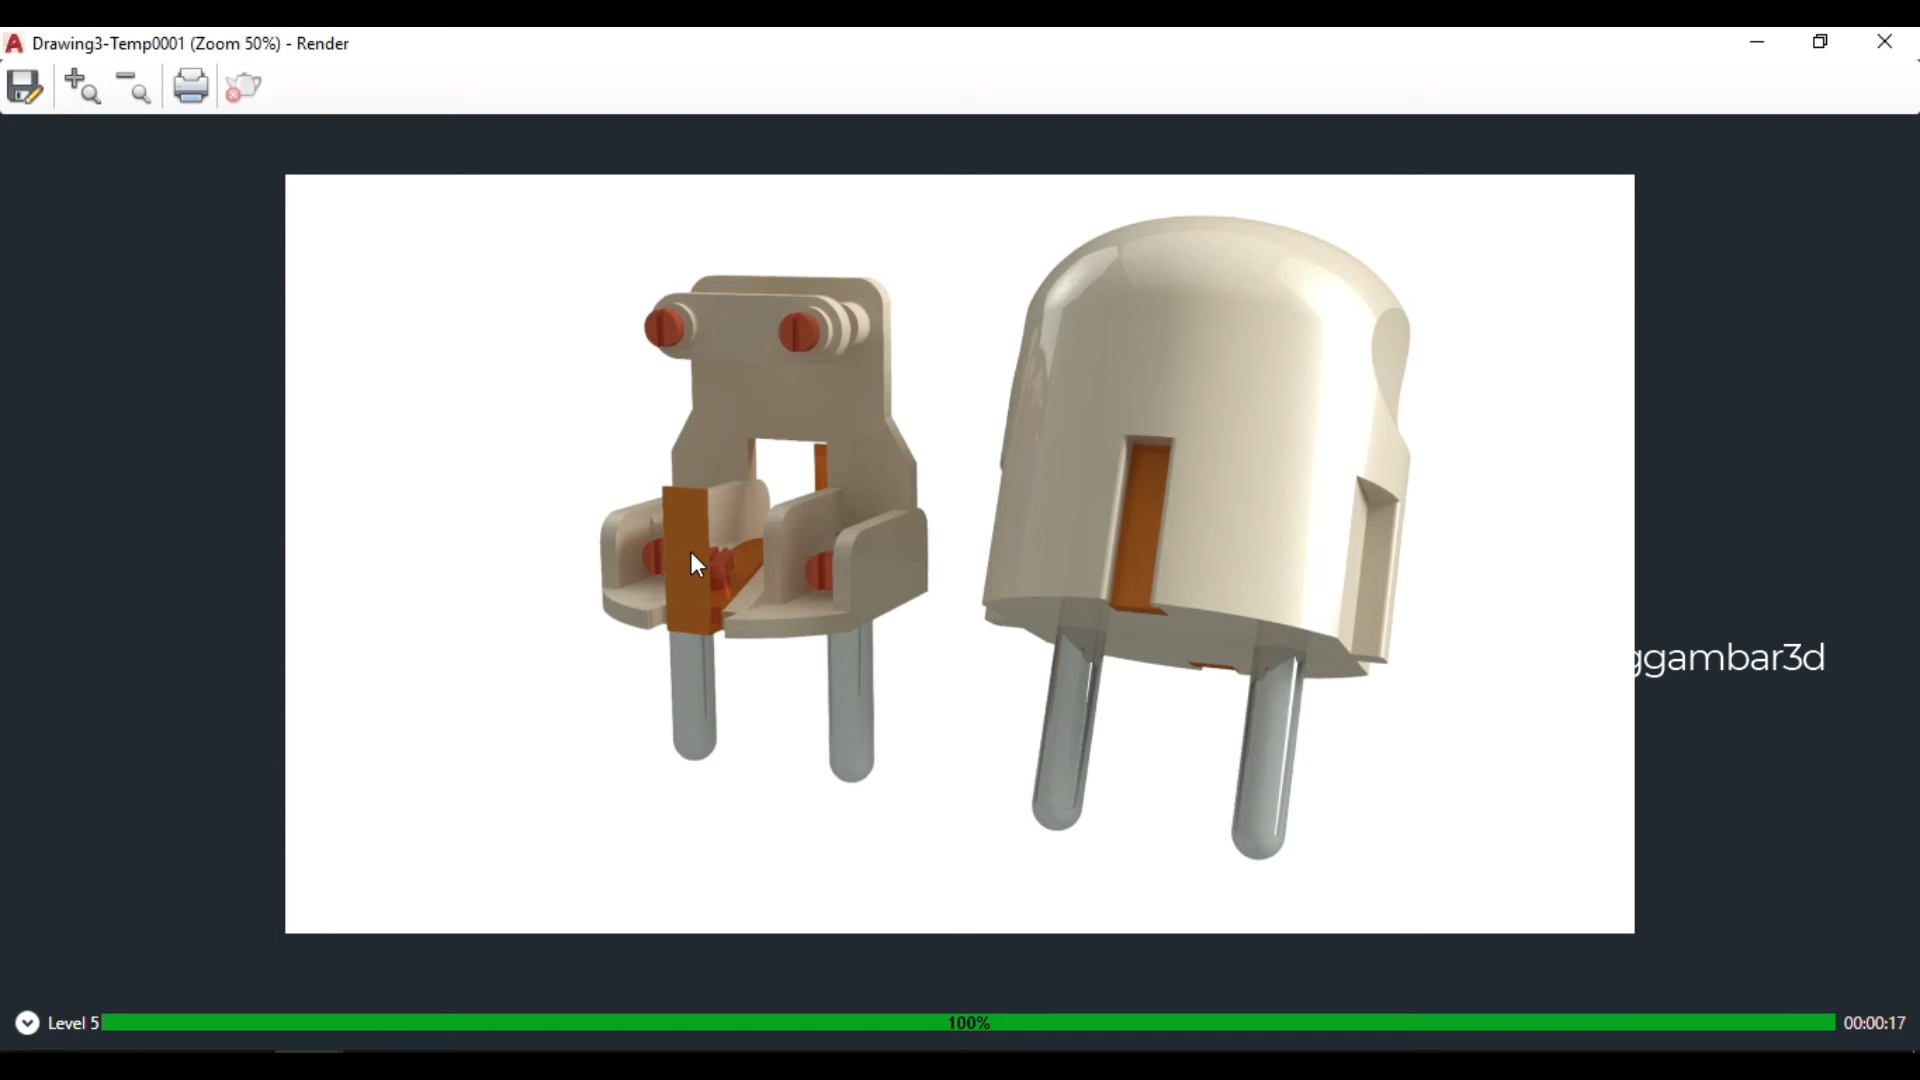 Drawing3-Temp0001 (Zoom 50%) - Render
ggambar3d
Level 5
100%
00:00:17